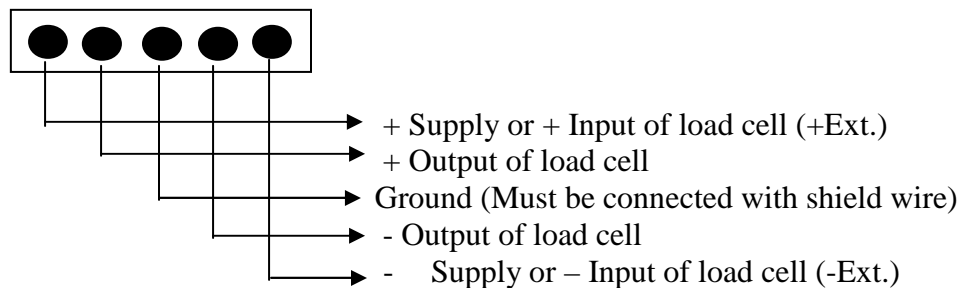 + Supply or + Input of load cell (+Ext.)
+ Output of load cell
Ground (Must be connected with shield wire)
- Output of load cell
- Supply or – Input of load cell (-Ext.)